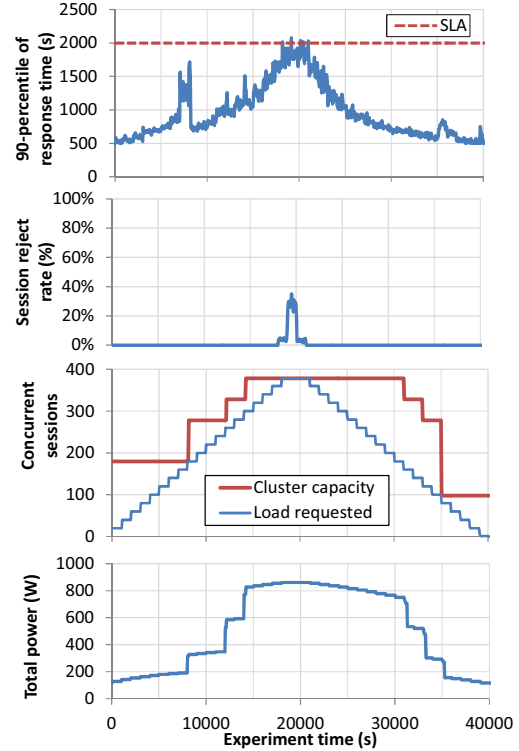 2500
2000
1500
1000
500
0
90-percentile of
response time (s)
SLA
100%
80%
60%
40%
20%
0%
Session reject
rate (%)
400
300
200
100
0
Concurrent
sessions
Cluster capacity
Load requested
1000
800
600
400
200
0
Total power (W)
0 10000 20000 30000 40000
Experiment time (s)